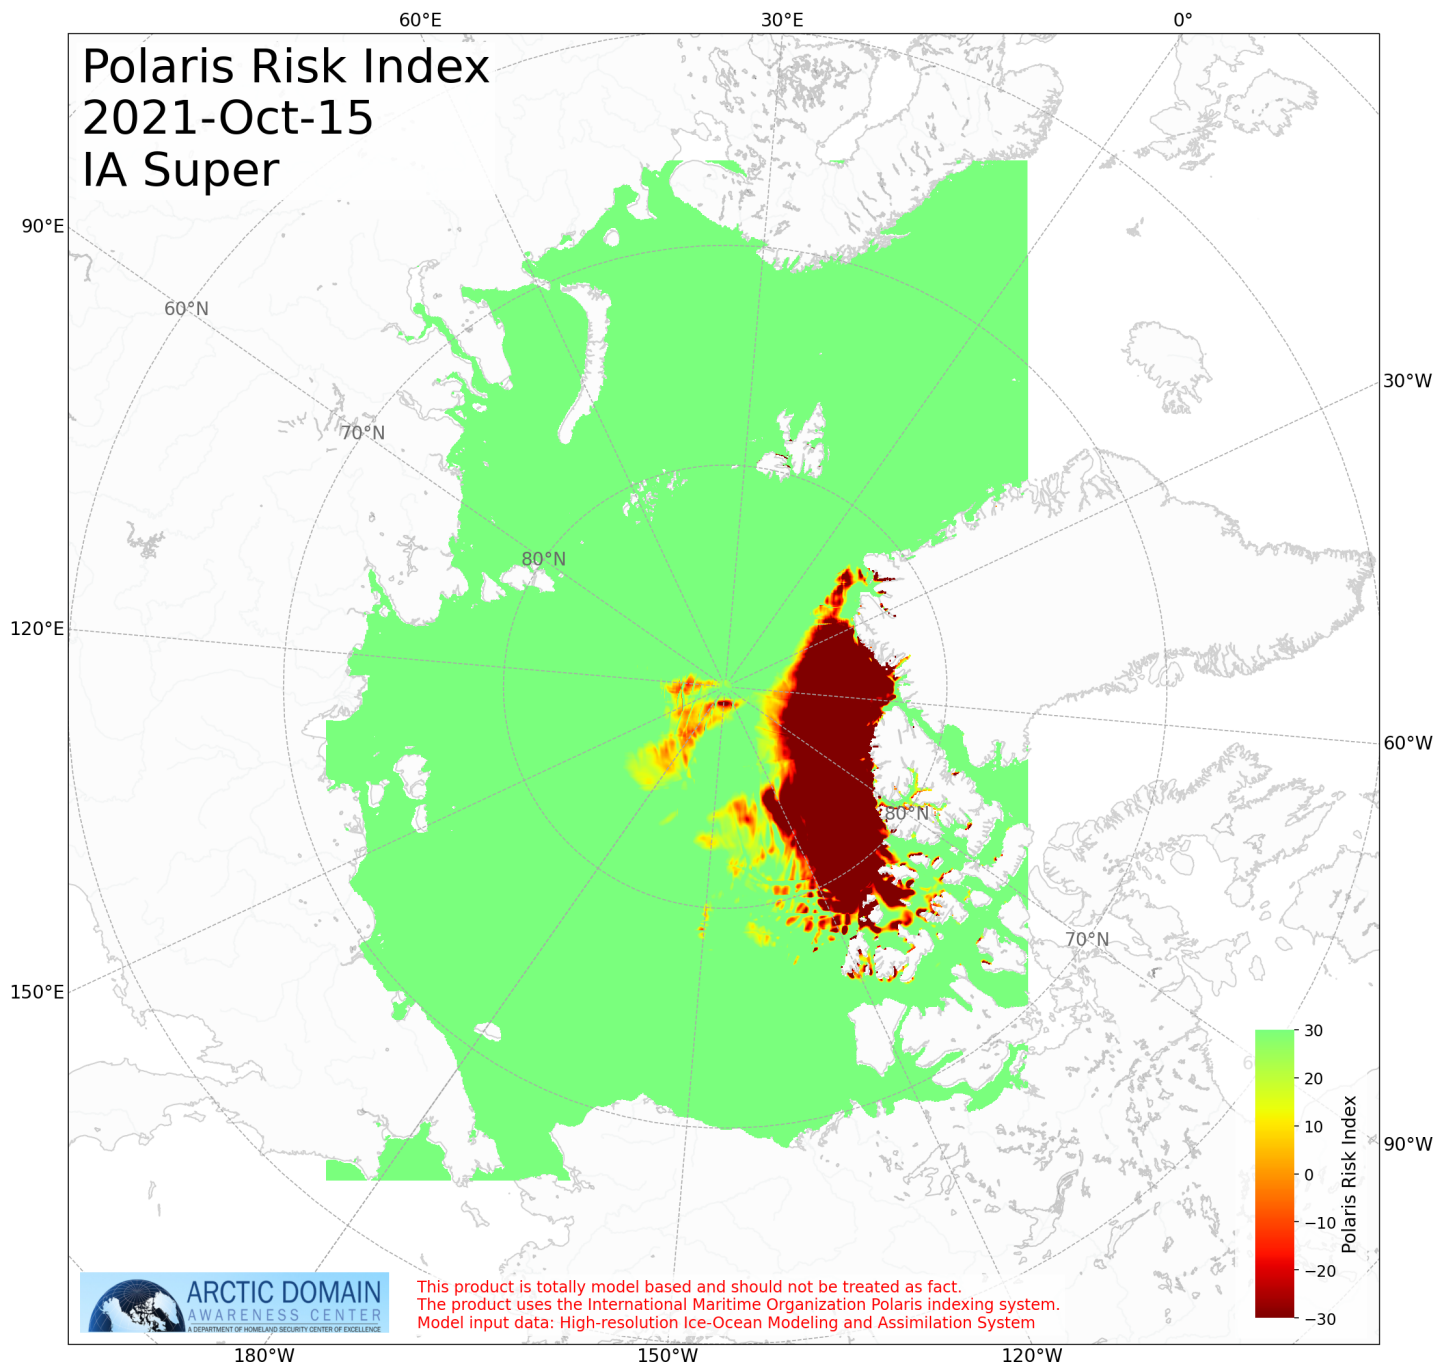 60°E
30°E
0°
Polaris Risk Index
2021-Oct-15
IA Super
90°E
60°N
30°W
70°N
80°N
120°E
60°W
80°N
70°N
150°E
30
20
10
0
−10
−20
−30
Polaris Risk Index
90°W
ARCTIC DOMAIN
AWARENESS CENTER
A DEPARTMENT OF HOMELAND SECURITY CENTER OF EXCELLENCE
This product is totally model based and should not be treated as fact.
The product uses the International Maritime Organization Polaris indexing system.
Model input data: High-resolution Ice-Ocean Modeling and Assimilation System
180°W
150°W
120°W